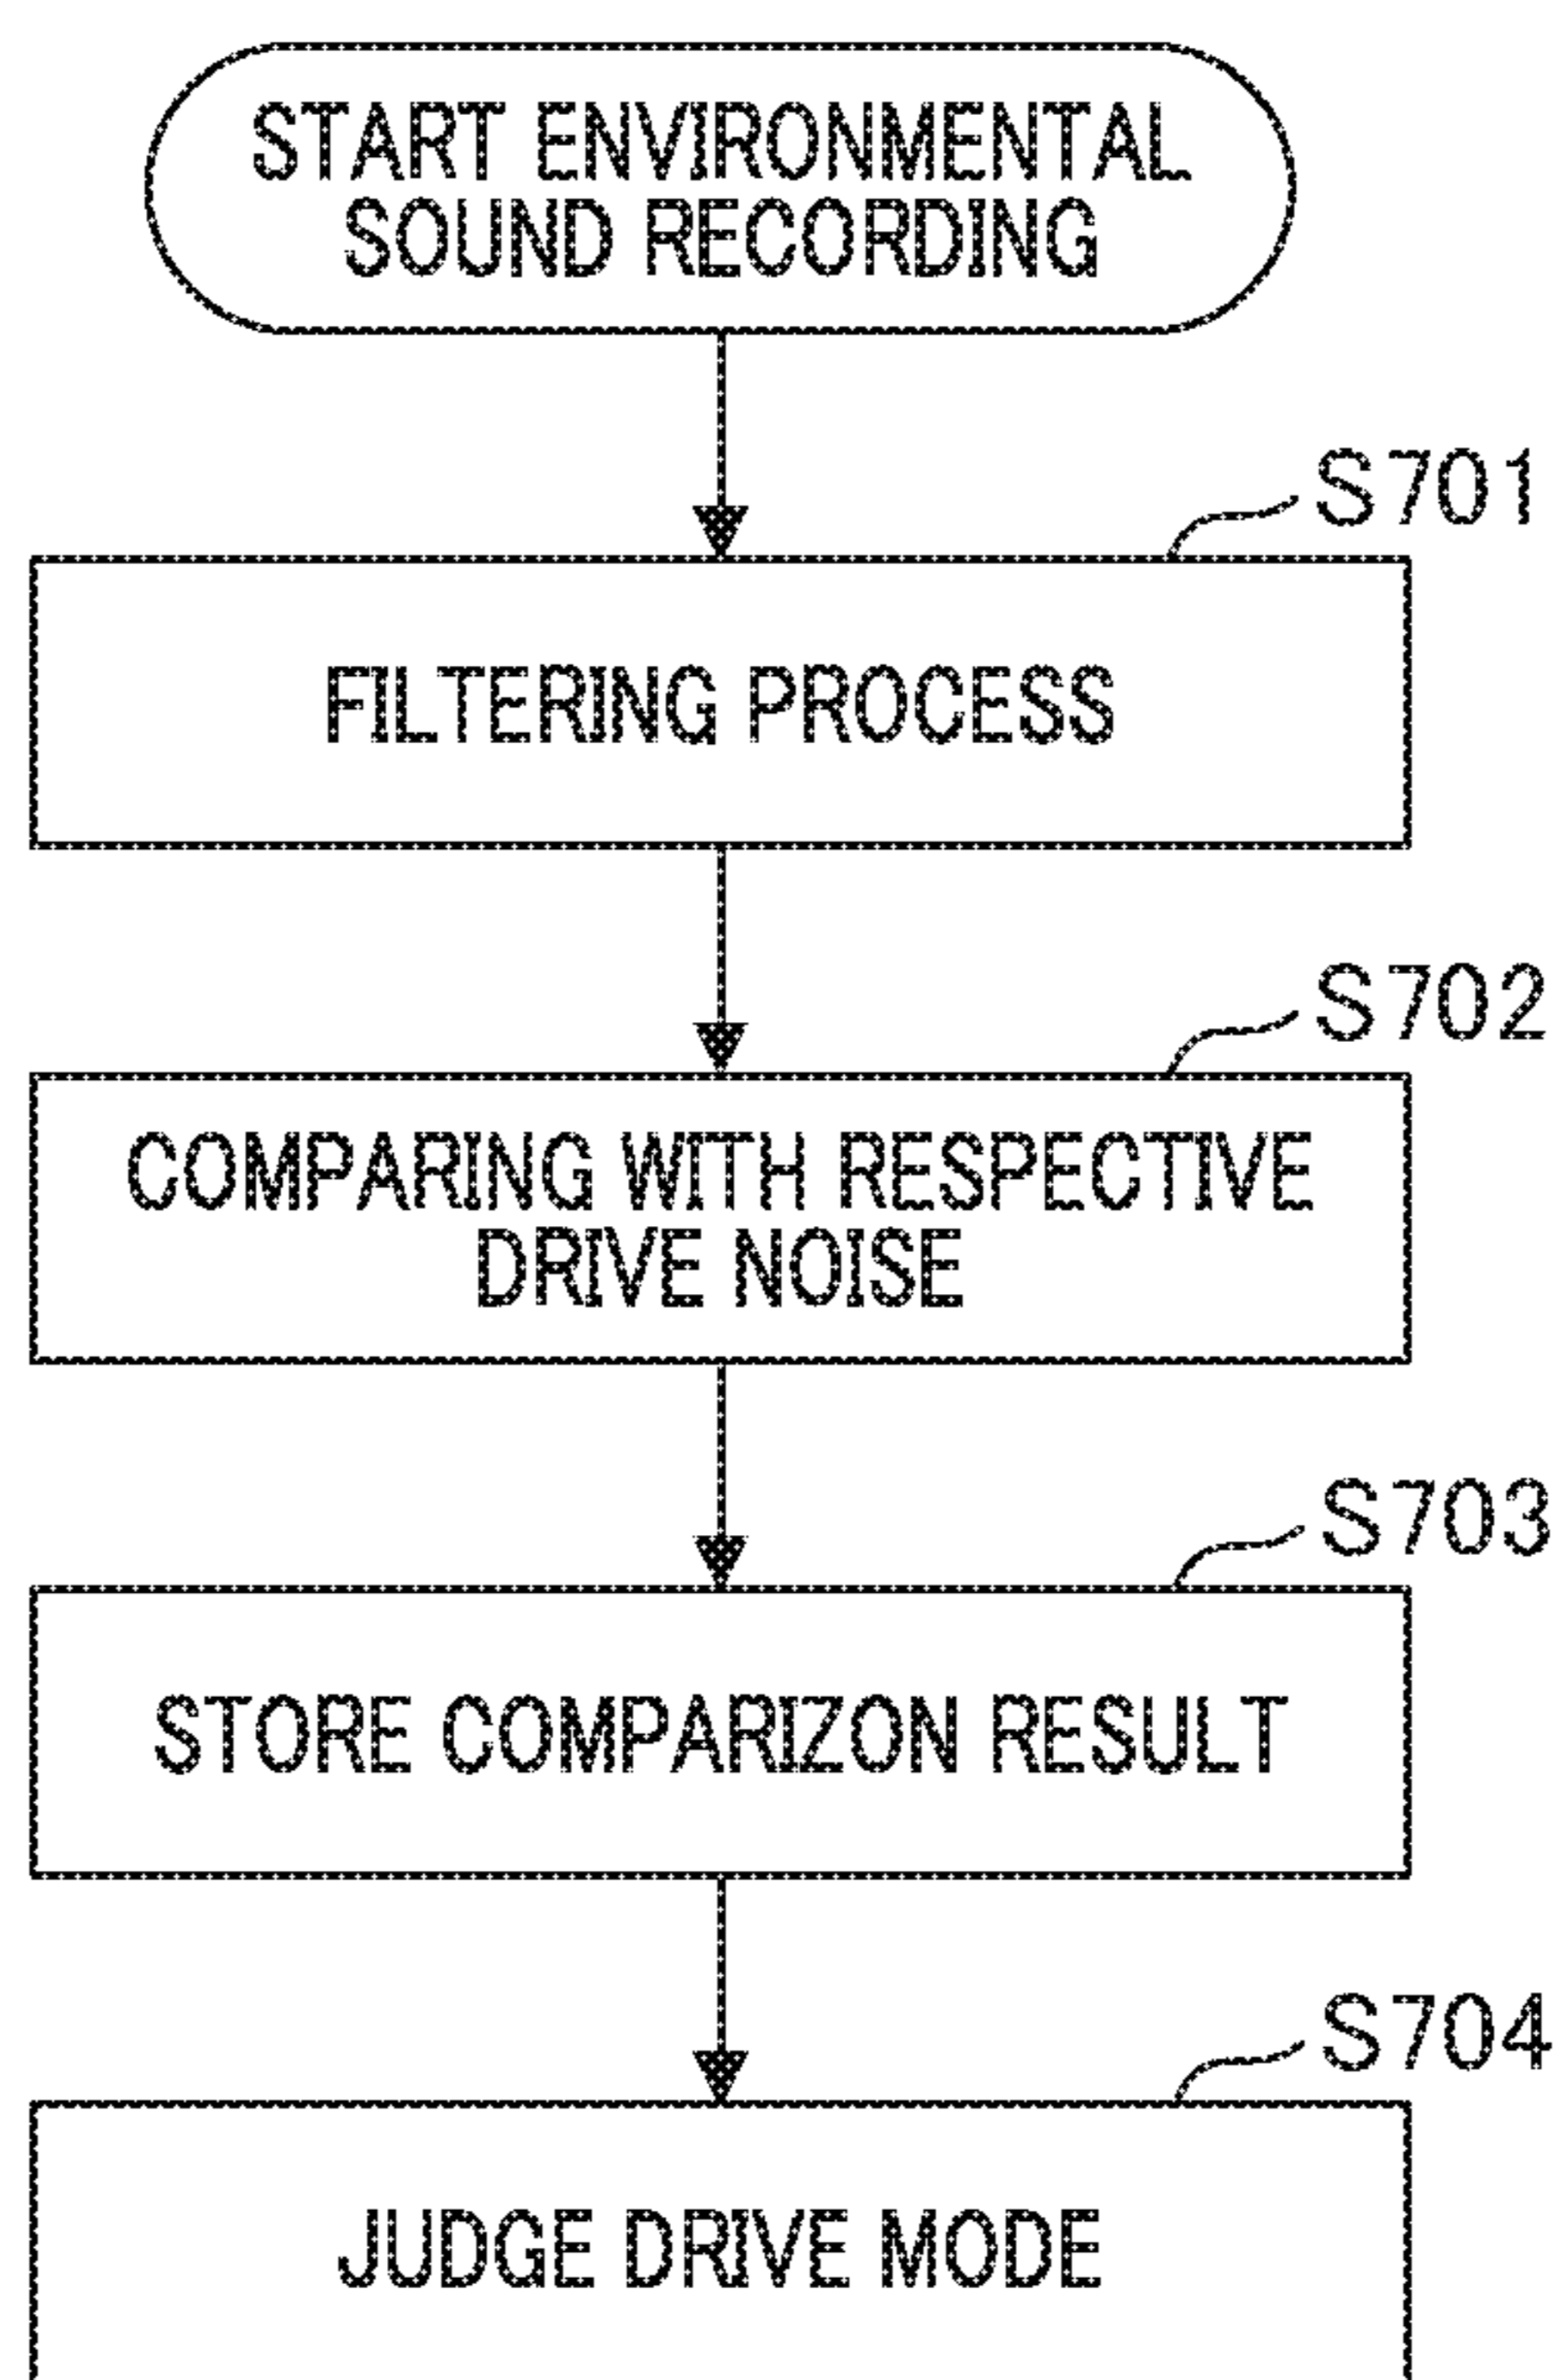 START ENVIRONMENTAL
SOUND RECORDING
S701
FILTERING PROCESS
S702
COMPARING WITH RESPECTIVE
DRIVE NOISE
S703
STORE COMPARIZON RESULT
S704
JUDGE DRIVE MODE